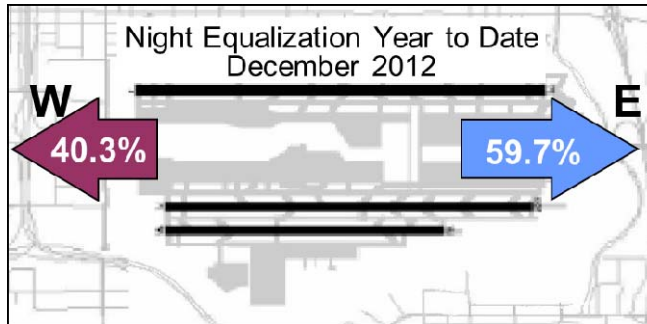 Night Equalization Year to Date
December 2012
W
E
40.3%
59.7%